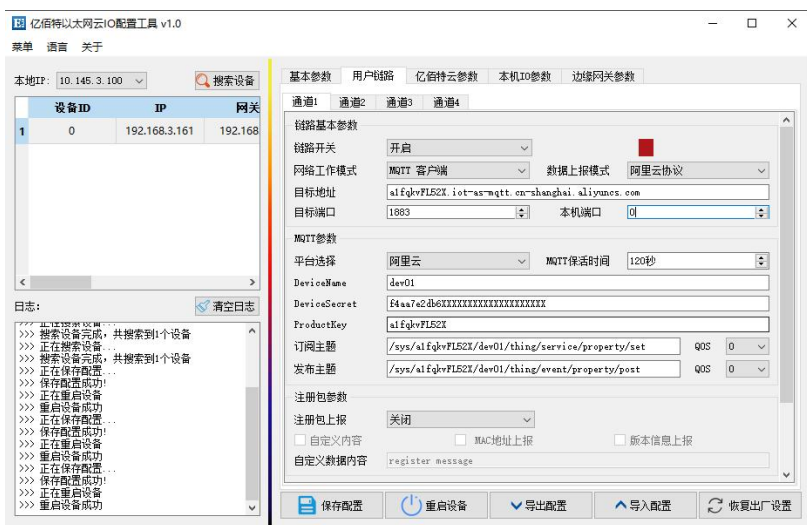 亿佰特以太网云IO配置工具 v1.0
菜单 语言 关于
本地IP: 10.145.3.100 搜索设备
设备ID IP 网关
1 0 192.168.3.161 192.168
日志: 清空日志
>>> 正在搜索设备...
>>> 搜索设备完成，共搜索到1个设备
>>> 正在搜索设备...
>>> 搜索设备完成，共搜索到1个设备
>>> 正在保存配置...
>>> 保存配置成功!
>>> 正在重启设备
>>> 重启设备成功
>>> 正在保存配置...
>>> 保存配置成功!
>>> 正在重启设备
>>> 重启设备成功
>>> 正在保存配置...
>>> 保存配置成功!
>>> 正在重启设备
>>> 重启设备成功
基本参数 用户链路 亿佰特云参数 本机IO参数 边缘网关参数
通道1 通道2 通道3 通道4
链路基本参数
链路开关 开启
网络工作模式 MQTT 客户端 数据上报模式 阿里云协议
目标地址 a1fqkvFL52X.iot-as-mqtt.cn-shanghai.aliyuncs.com
目标端口 1883 本机端口 0
MQTT参数
平台选择 阿里云 MQTT保活时间 120秒
DeviceName dev01
DeviceSecret f4aa7e2db6XXXXXXXXXXXXXXXXXXXXXX
ProductKey a1fqkvFL52X
订阅主题 /sys/a1fqkvFL52X/dev01/thing/service/property/set QOS 0
发布主题 /sys/a1fqkvFL52X/dev01/thing/event/property/post QOS 0
注册包参数
注册包上报 关闭
自定义内容 MAC地址上报 版本信息上报
自定义数据内容 register message
保存配置 重启设备 导出配置 导入配置 恢复出厂设置